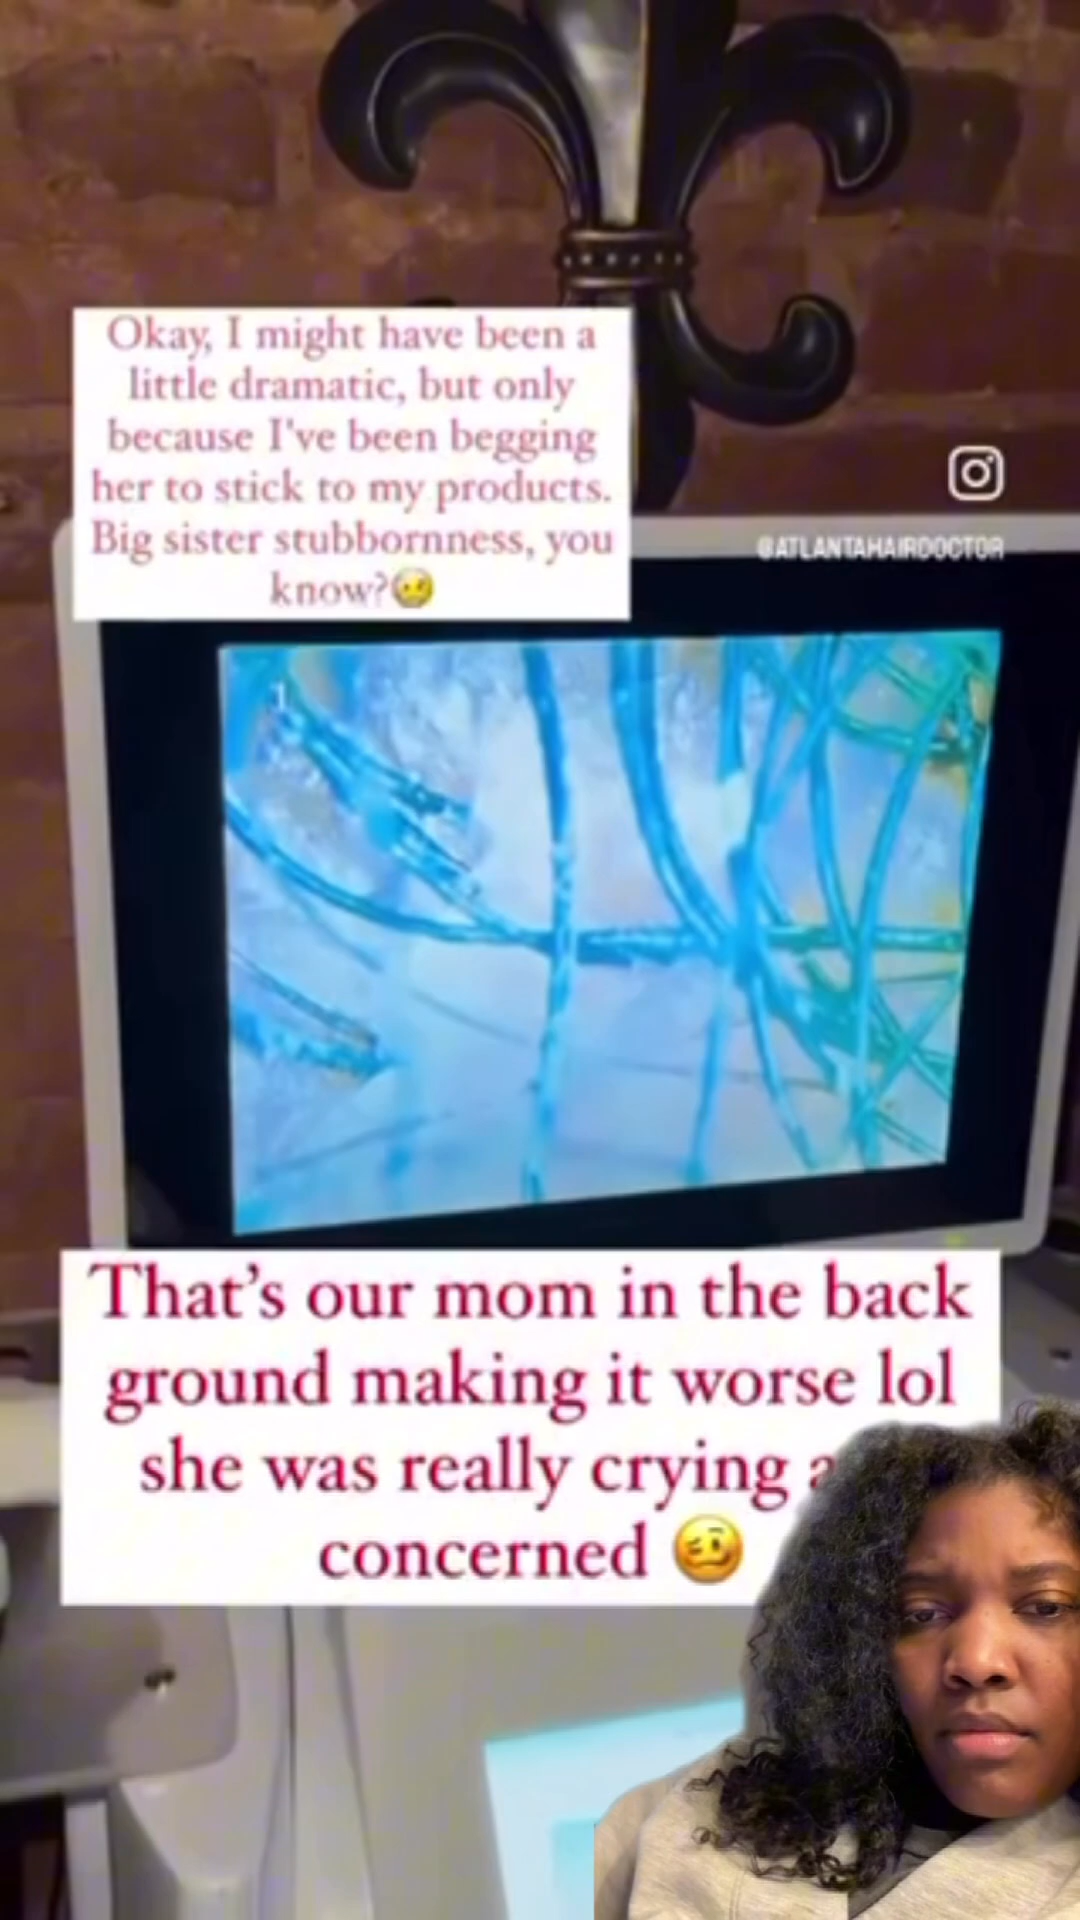 Okay, I might have been a
little dramatic, but only
because I've been begging
her to stick to my products.
Big sister stubbornness, you
know?🥴
@ATLANTAHAIRDOCTOR
1
That's our mom in the back
ground making it worse lol
she was really crying
concerned 🥴